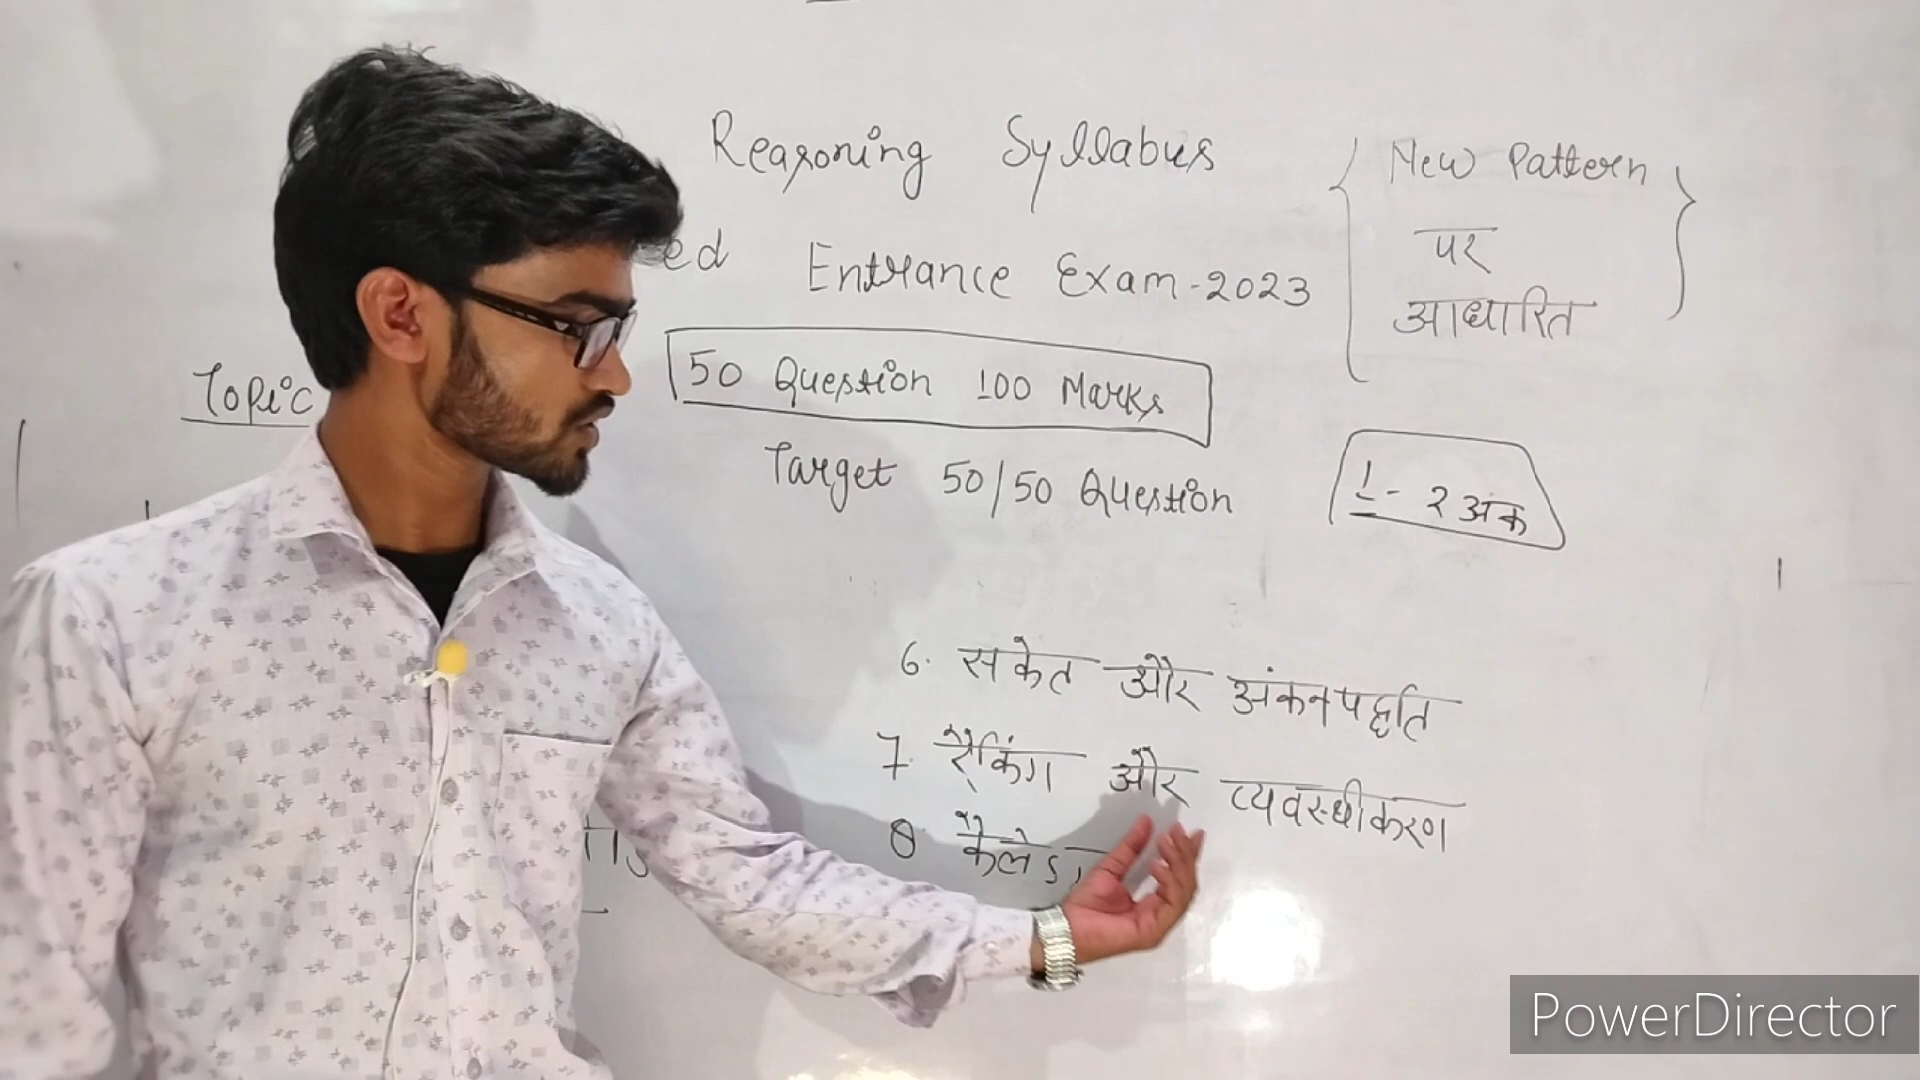 Reasoning Syllabus
ed Entrance Exam-2023
{ New Pattern
पर
आधारित }
Topic
50 Question 100 Marks
Target 50/50 Question
1 - 2 अंक
6. सकेत और अंकनपद्धति
7. रैंकिंग और व्यवस्थीकरण
8
PowerDirector